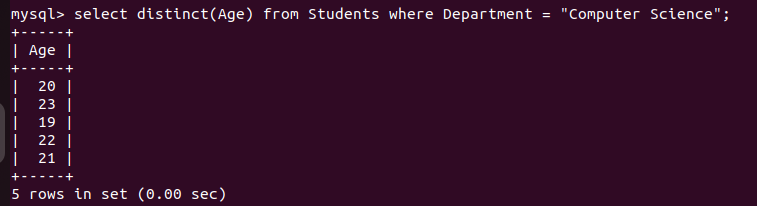 mysql> select distinct(Age) from Students where Department = "Computer Science";
+-----+
| Age |
+-----+
|  20 |
|  23 |
|  19 |
|  22 |
|  21 |
+-----+
5 rows in set (0.00 sec)